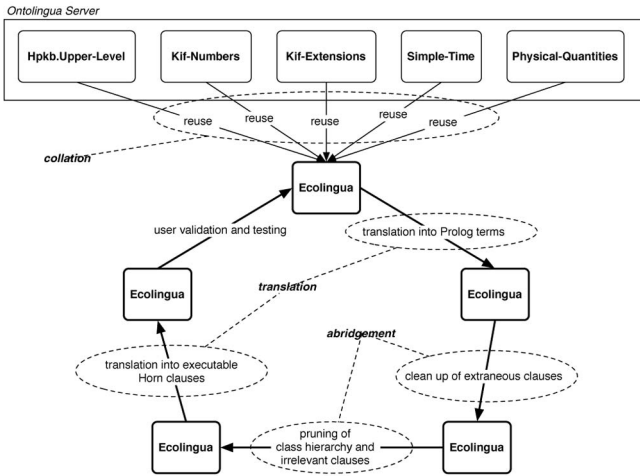 Ontolingua Server
Hpkb.Upper-Level
Kif-Numbers
Kif-Extensions
Simple-Time
Physical-Quantities
reuse
reuse
reuse
reuse
reuse
collation
Ecolingua
user validation and testing
translation into Prolog terms
Ecolingua
translation
Ecolingua
abridgement
translation into executable
Horn clauses
clean up of extraneous clauses
Ecolingua
pruning of
class hierarchy and
irrelevant clauses
Ecolingua